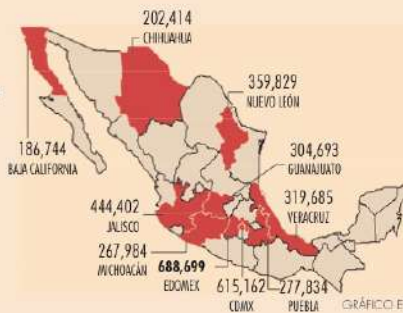 202,414
CHIHUAHUA
359,829
NUEVO LEÓN
186,744
BAJA CALIFORNIA
304,693
GUANAJUATO
319,685
VERACRUZ
444,402
JALISCO
267,984
MICHOACÁN
688,699
EDOMEX
615,162
CDMX
277,834
PUEBLA
GRÁFICO E